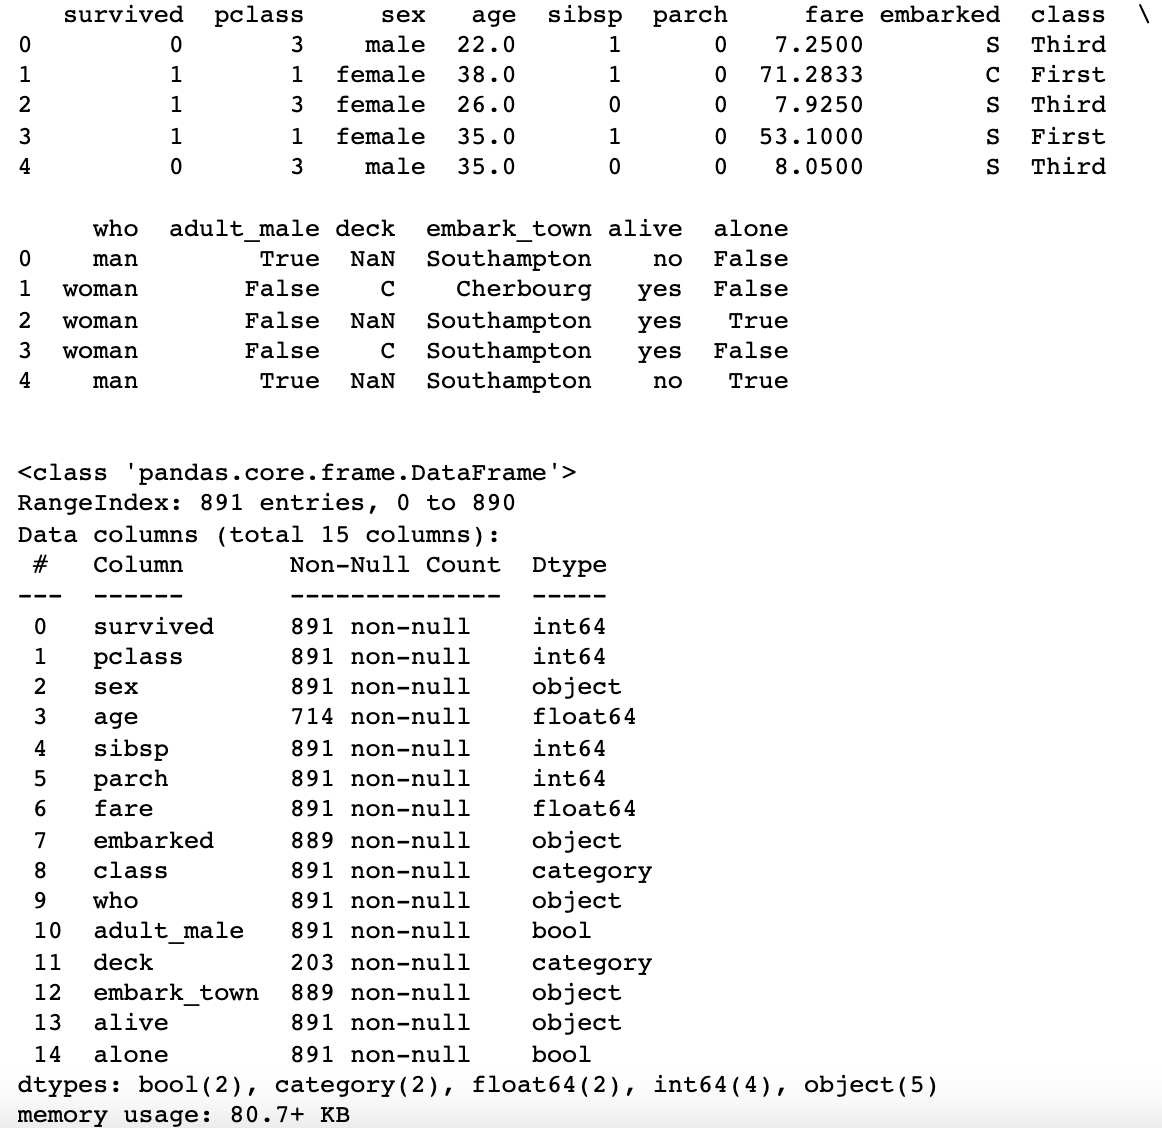 survived  pclass     sex   age  sibsp  parch     fare embarked  class  \
0         0       3    male  22.0      1      0   7.2500        S  Third
1         1       1  female  38.0      1      0  71.2833        C  First
2         1       3  female  26.0      0      0   7.9250        S  Third
3         1       1  female  35.0      1      0  53.1000        S  First
4         0       3    male  35.0      0      0   8.0500        S  Third
     who  adult_male deck  embark_town alive  alone
0    man        True  NaN  Southampton    no  False
1  woman       False    C    Cherbourg   yes  False
2  woman       False  NaN  Southampton   yes   True
3  woman       False    C  Southampton   yes  False
4    man        True  NaN  Southampton    no   True
<class 'pandas.core.frame.DataFrame'>
RangeIndex: 891 entries, 0 to 890
Data columns (total 15 columns):
 #   Column       Non-Null Count  Dtype
---  ------       --------------  -----
 0   survived     891 non-null    int64
 1   pclass       891 non-null    int64
 2   sex          891 non-null    object
 3   age          714 non-null    float64
 4   sibsp        891 non-null    int64
 5   parch        891 non-null    int64
 6   fare         891 non-null    float64
 7   embarked     889 non-null    object
 8   class        891 non-null    category
 9   who          891 non-null    object
 10  adult_male   891 non-null    bool
 11  deck         203 non-null    category
 12  embark_town  889 non-null    object
 13  alive        891 non-null    object
 14  alone        891 non-null    bool
dtypes: bool(2), category(2), float64(2), int64(4), object(5)
memory usage: 80.7+ KB